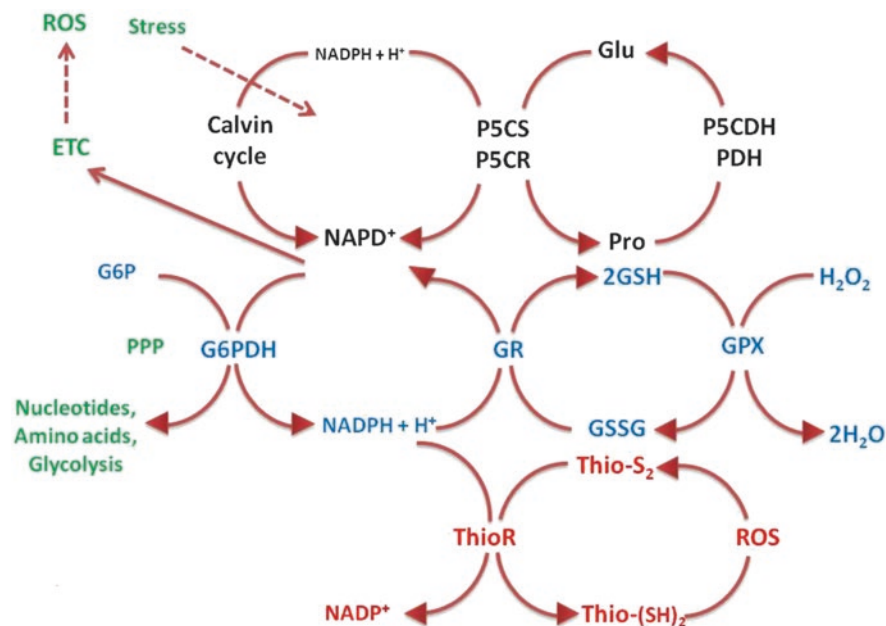 ROS
Stress
NADPH + H⁺
Glu
Calvin
cycle
P5CS
P5CR
P5CDH
PDH
ETC
NAPD⁺
Pro
G6P
2GSH
H₂O₂
PPP
G6PDH
GR
GPX
Nucleotides,
Amino acids,
Glycolysis
NADPH + H⁺
GSSG
2H₂O
Thio-S₂
ThioR
ROS
NADP⁺
Thio-(SH)₂